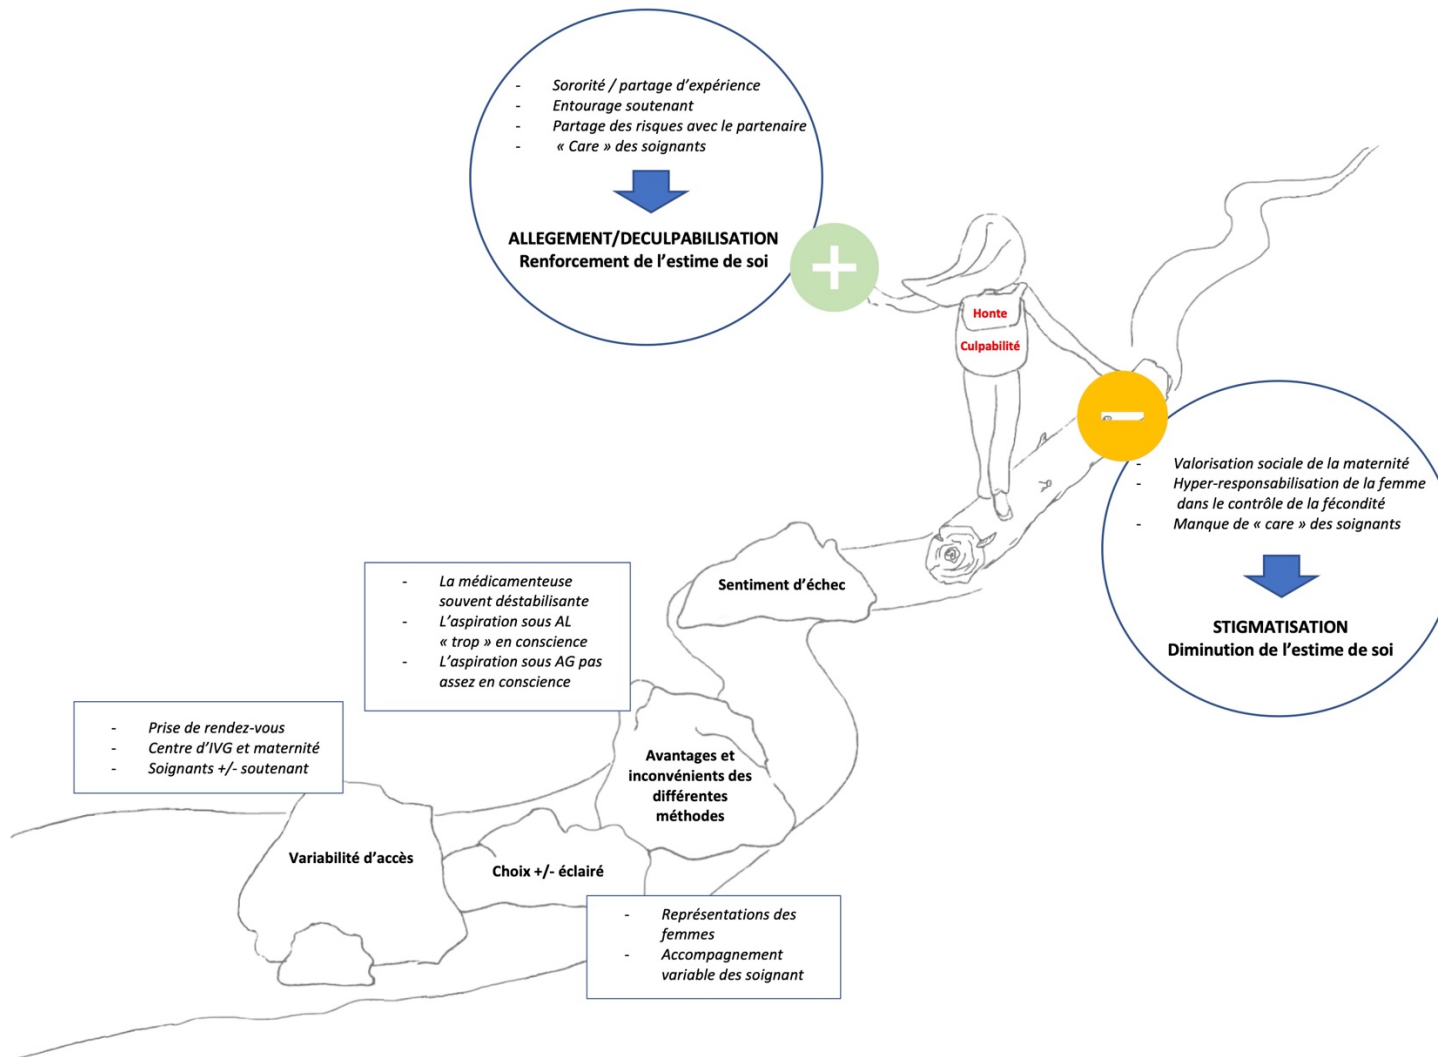 - Sororité / partage d'expérience
- Entourage soutenant
- Partage des risques avec le partenaire
- « Care » des soignants
ALLEGEMENT/DECULPABILISATION
Renforcement de l'estime de soi
Honte
Culpabilité
- Valorisation sociale de la maternité
- Hyper-responsabilisation de la femme
dans le contrôle de la fécondité
- Manque de « care » des soignants
STIGMATISATION
Diminution de l'estime de soi
Sentiment d'échec
- La médicamenteuse
souvent déstabilisante
- L'aspiration sous AL
« trop » en conscience
- L'aspiration sous AG pas
assez en conscience
- Prise de rendez-vous
- Centre d'IVG et maternité
- Soignants +/- soutenant
Avantages et
inconvénients des
différentes
méthodes
Variabilité d'accès
Choix +/- éclairé
- Représentations des
femmes
- Accompagnement
variable des soignant